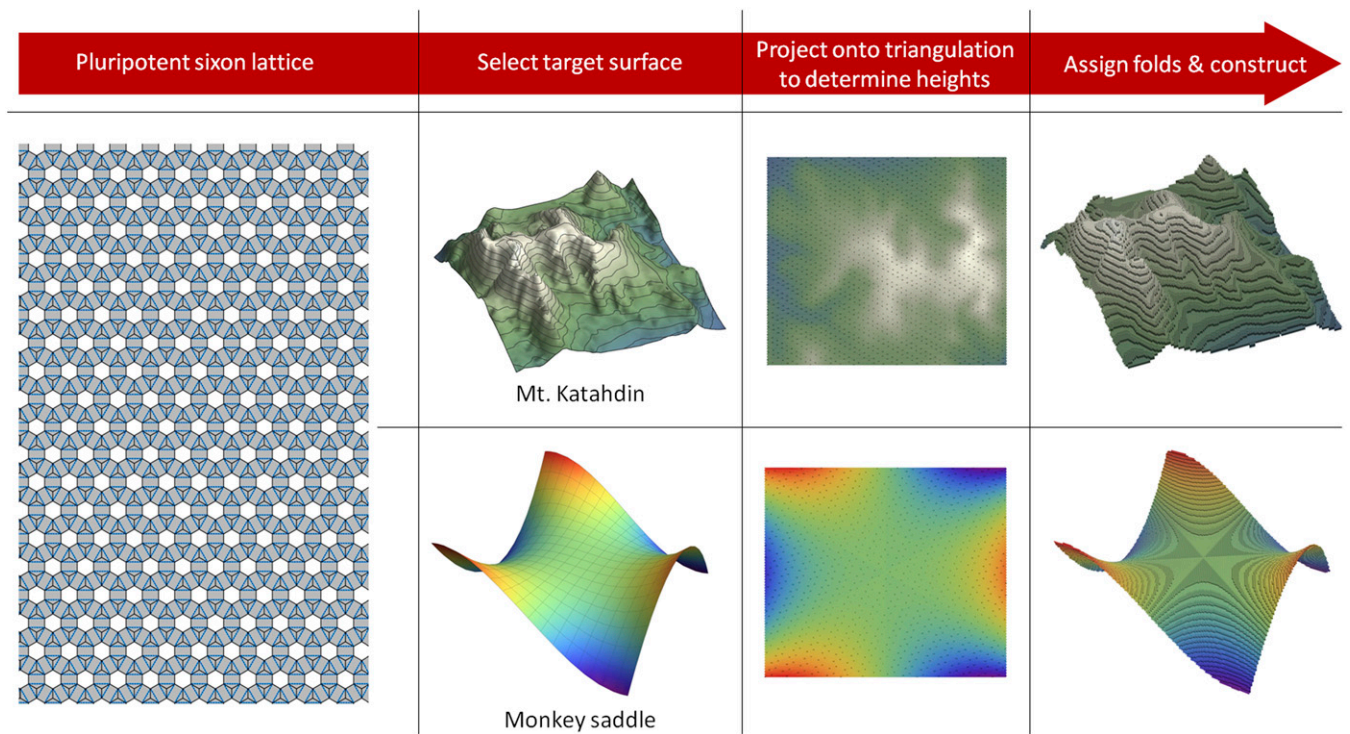 Pluripotent sixon lattice
Select target surface
Project onto triangulation
to determine heights
Assign folds & construct
Mt. Katahdin
Monkey saddle